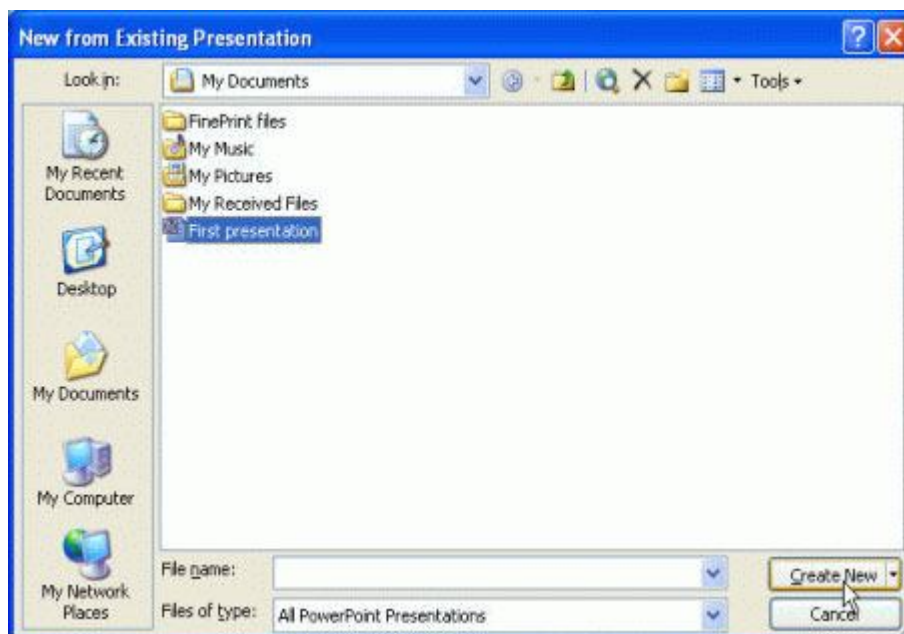 New from Existing Presentation
Look in: My Documents Tools
FinePrint files
My Music
My Pictures
My Received Files
First presentation
My Recent
Documents
Desktop
My Documents
My Computer
My Network
Places
File name:
Create New
Files of type: All PowerPoint Presentations
Cancel